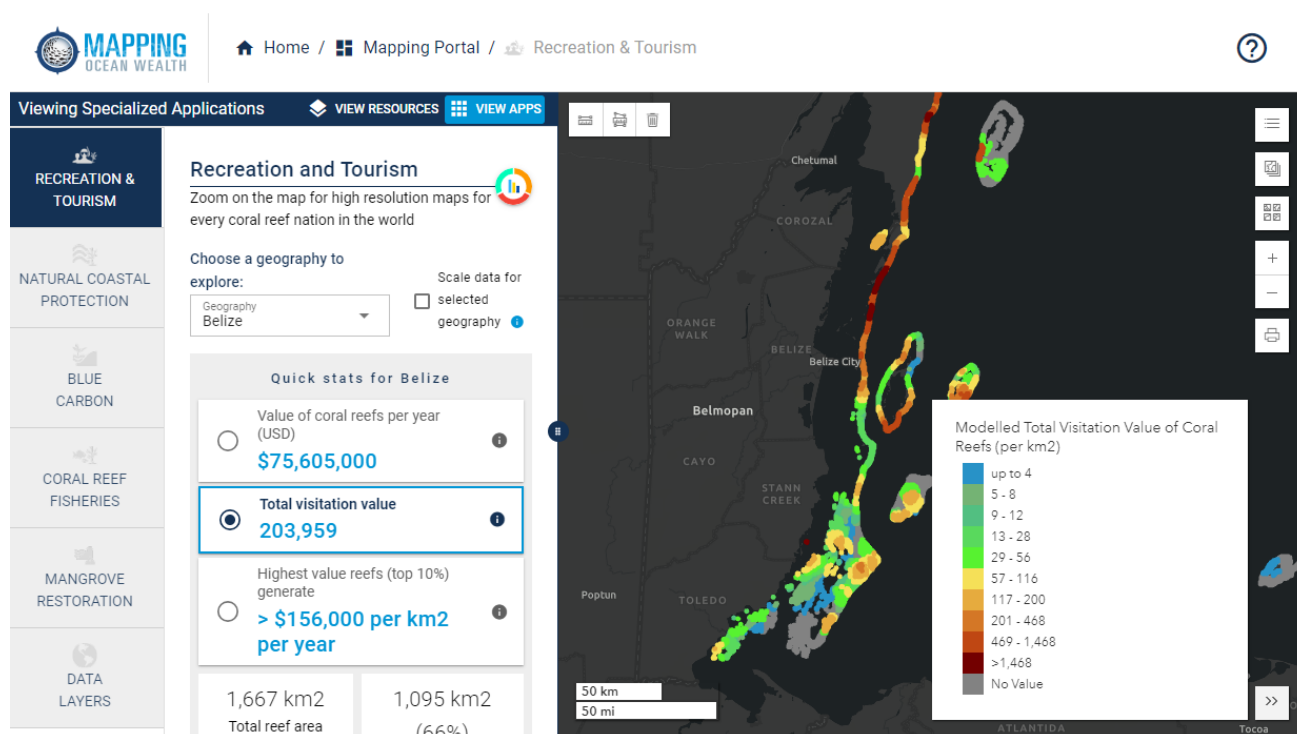 MAPPING
OCEAN WEALTH
Home / Mapping Portal / Recreation & Tourism
Viewing Specialized Applications
VIEW RESOURCES
VIEW APPS
RECREATION &
TOURISM
NATURAL COASTAL
PROTECTION
BLUE
CARBON
CORAL REEF
FISHERIES
MANGROVE
RESTORATION
DATA
LAYERS
Recreation and Tourism
Zoom on the map for high resolution maps for
every coral reef nation in the world
Choose a geography to
explore:
Geography
Belize
Scale data for
selected
geography
Quick stats for Belize
Value of coral reefs per year
(USD)
$75,605,000
Total visitation value
203,959
Highest value reefs (top 10%)
generate
> $156,000 per km2
per year
1,667 km2
Total reef area
1,095 km2
(66%)
Chetumal
COROZAL
ORANGE
WALK
BELIZE
Belize City
Belmopan
CAYO
STANN
CREEK
Poptun
TOLEDO
50 km
50 mi
Modelled Total Visitation Value of Coral
Reefs (per km2)
up to 4
5 - 8
9 - 12
13 - 28
29 - 56
57 - 116
117 - 200
201 - 468
469 - 1,468
>1,468
No Value
ATLANTIDA
Tocoa